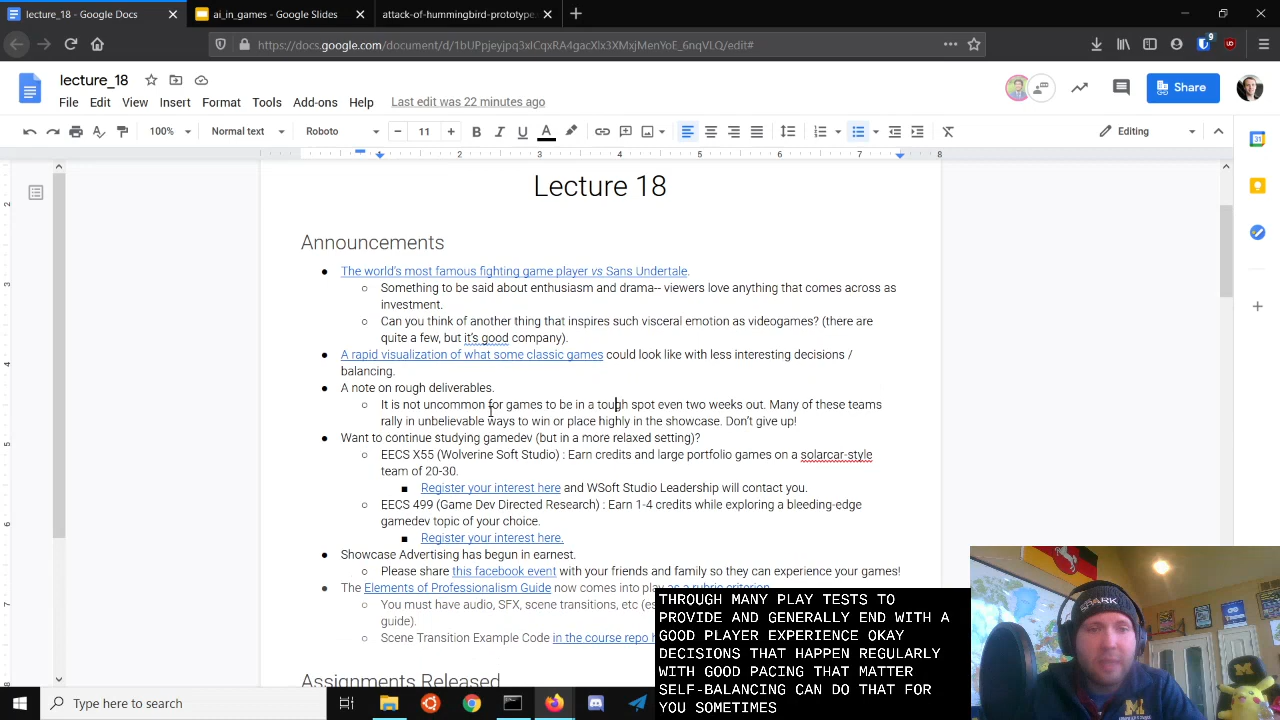 lecture_18 - Google Docs
ai_in_games - Google Slides
attack-of-hummingbird-prototype
lecture_18
File Edit View Insert Format Tools Add-ons Help Last edit was 22 minutes ago
Share
100% Normal text Roboto 11 Editing
2 3 4 5 6 7 8
Lecture 18
Announcements
The world's most famous fighting game player vs Sans Undertale.
Something to be said about enthusiasm and drama-- viewers love anything that comes across as
investment.
Can you think of another thing that inspires such visceral emotion as videogames? (there are
quite a few, but it's good company).
A rapid visualization of what some classic games could look like with less interesting decisions /
balancing.
A note on rough deliverables.
It is not uncommon for games to be in a tough spot even two weeks out. Many of these teams
rally in unbelievable ways to win or place highly in the showcase. Don't give up!
Want to continue studying gamedev (but in a more relaxed setting)?
EECS X55 (Wolverine Soft Studio) : Earn credits and large portfolio games on a solarcar-style
team of 20-30.
Register your interest here and WSoft Studio Leadership will contact you.
EECS 499 (Game Dev Directed Research) : Earn 1-4 credits while exploring a bleeding-edge
gamedev topic of your choice.
Register your interest here.
Showcase Advertising has begun in earnest.
Please share this facebook event with your friends and family so they can experience your games!
The Elements of Professionalism Guide now comes into play as a rubric criterion
You must have audio, SFX, scene transitions, etc
guide).
Scene Transition Example Code in the course repo
Assignments Released
THROUGH MANY PLAY TESTS TO
PROVIDE AND GENERALLY END WITH A
GOOD PLAYER EXPERIENCE OKAY
DECISIONS THAT HAPPEN REGULARLY
WITH GOOD PACING THAT MATTER
SELF-BALANCING CAN DO THAT FOR
YOU SOMETIMES
SPARK
Type here to search